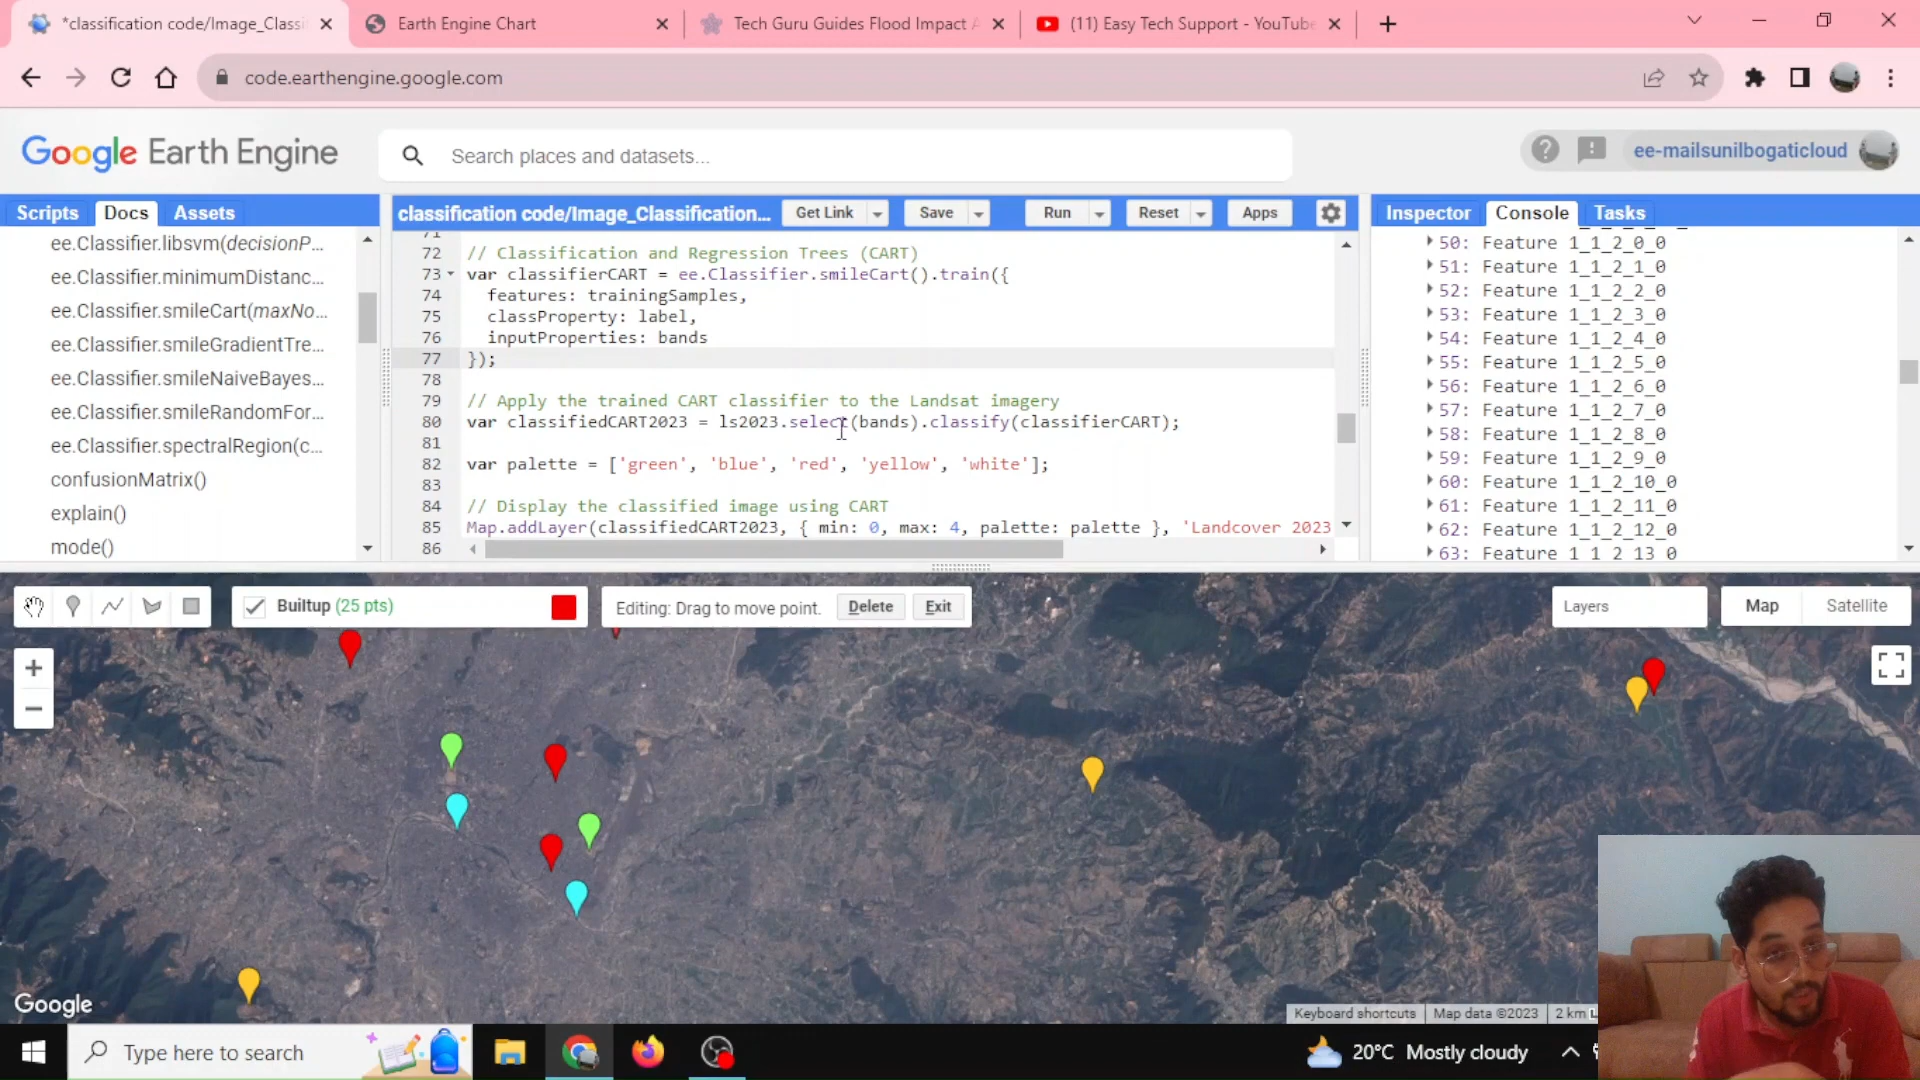 *classification code/Image_Classi
Earth Engine Chart
Tech Guru Guides Flood Impact A
(11) Easy Tech Support - YouTube
code.earthengine.google.com
Google Earth Engine
Search places and datasets...
ee-mailsunilbogaticloud
Scripts
Docs
Assets
classification code/Image_Classification...
Get Link
Save
Run
Reset
Apps
Inspector
Console
Tasks
ee.Classifier.libsvm(decisionP...
ee.Classifier.minimumDistanc...
ee.Classifier.smileCart(maxNo...
ee.Classifier.smileGradientTre...
ee.Classifier.smileNaiveBayes...
ee.Classifier.smileRandomFor...
ee.Classifier.spectralRegion(c...
confusionMatrix()
explain()
mode()
71
72 // Classification and Regression Trees (CART)
73 var classifierCART = ee.Classifier.smileCart().train({
74 features: trainingSamples,
75 classProperty: label,
76 inputProperties: bands
77 });
78
79 // Apply the trained CART classifier to the Landsat imagery
80 var classifiedCART2023 = ls2023.select(bands).classify(classifierCART);
81
82 var palette = ['green', 'blue', 'red', 'yellow', 'white'];
83
84 // Display the classified image using CART
85 Map.addLayer(classifiedCART2023, { min: 0, max: 4, palette: palette }, 'Landcover 2023
86
50: Feature 1_1_2_0_0
51: Feature 1_1_2_1_0
52: Feature 1_1_2_2_0
53: Feature 1_1_2_3_0
54: Feature 1_1_2_4_0
55: Feature 1_1_2_5_0
56: Feature 1_1_2_6_0
57: Feature 1_1_2_7_0
58: Feature 1_1_2_8_0
59: Feature 1_1_2_9_0
60: Feature 1_1_2_10_0
61: Feature 1_1_2_11_0
62: Feature 1_1_2_12_0
63: Feature 1_1_2_13_0
Builtup (25 pts)
Editing: Drag to move point.
Delete
Exit
Layers
Map
Satellite
Google
Keyboard shortcuts
Map data ©2023
2 km
Type here to search
20°C Mostly cloudy